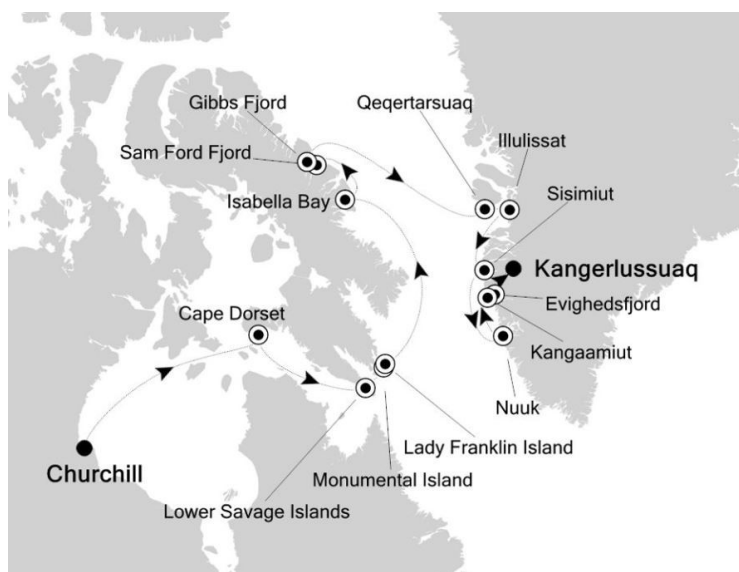 Gibbs Fjord
Qeqertarsuaq
Illulissat
Sam Ford Fjord
Sisimiut
Isabella Bay
Kangerlussuaq
Evighedsfjord
Cape Dorset
Kangaamiut
Nuuk
Lady Franklin Island
Churchill
Monumental Island
Lower Savage Islands